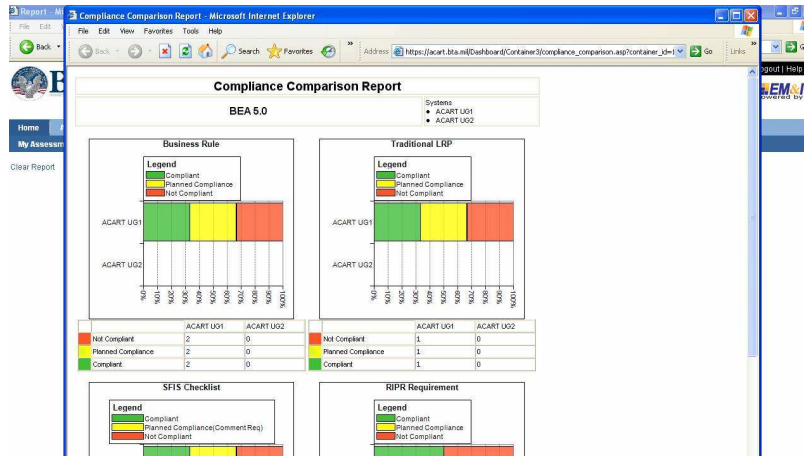 Report - Mi
Compliance Comparison Report - Microsoft Internet Explorer
File Edit
File Edit View Favorites Tools Help
Back
Back Search Favorites » Address https://acart.bta.mil/Dashboard/Container3/compliance_comparison.asp?container_id= Go Links »
Help
B
powered by
Home
My Assessm
Clear Report
Compliance Comparison Report
BEA 5.0
Systems
• ACART UG1
• ACART UG2
Business Rule
Legend
Compliant
Planned Compliance
Not Compliant
ACART UG1
ACART UG2
0% 10% 20% 30% 40% 50% 60% 70% 80% 90% 100%
ACART UG1 ACART UG2
Not Compliant 2 0
Planned Compliance 2 0
Compliant 2 0
Traditional LRP
Legend
Compliant
Planned Compliance
Not Compliant
ACART UG1
ACART UG2
0% 10% 20% 30% 40% 50% 60% 70% 80% 90% 100%
ACART UG1 ACART UG2
Not Compliant 1 0
Planned Compliance 1 0
Compliant 1 0
SFIS Checklist
Legend
Compliant
Planned Compliance(Comment Req)
Not Compliant
RIPR Requirement
Legend
Compliant
Planned Compliance
Not Compliant